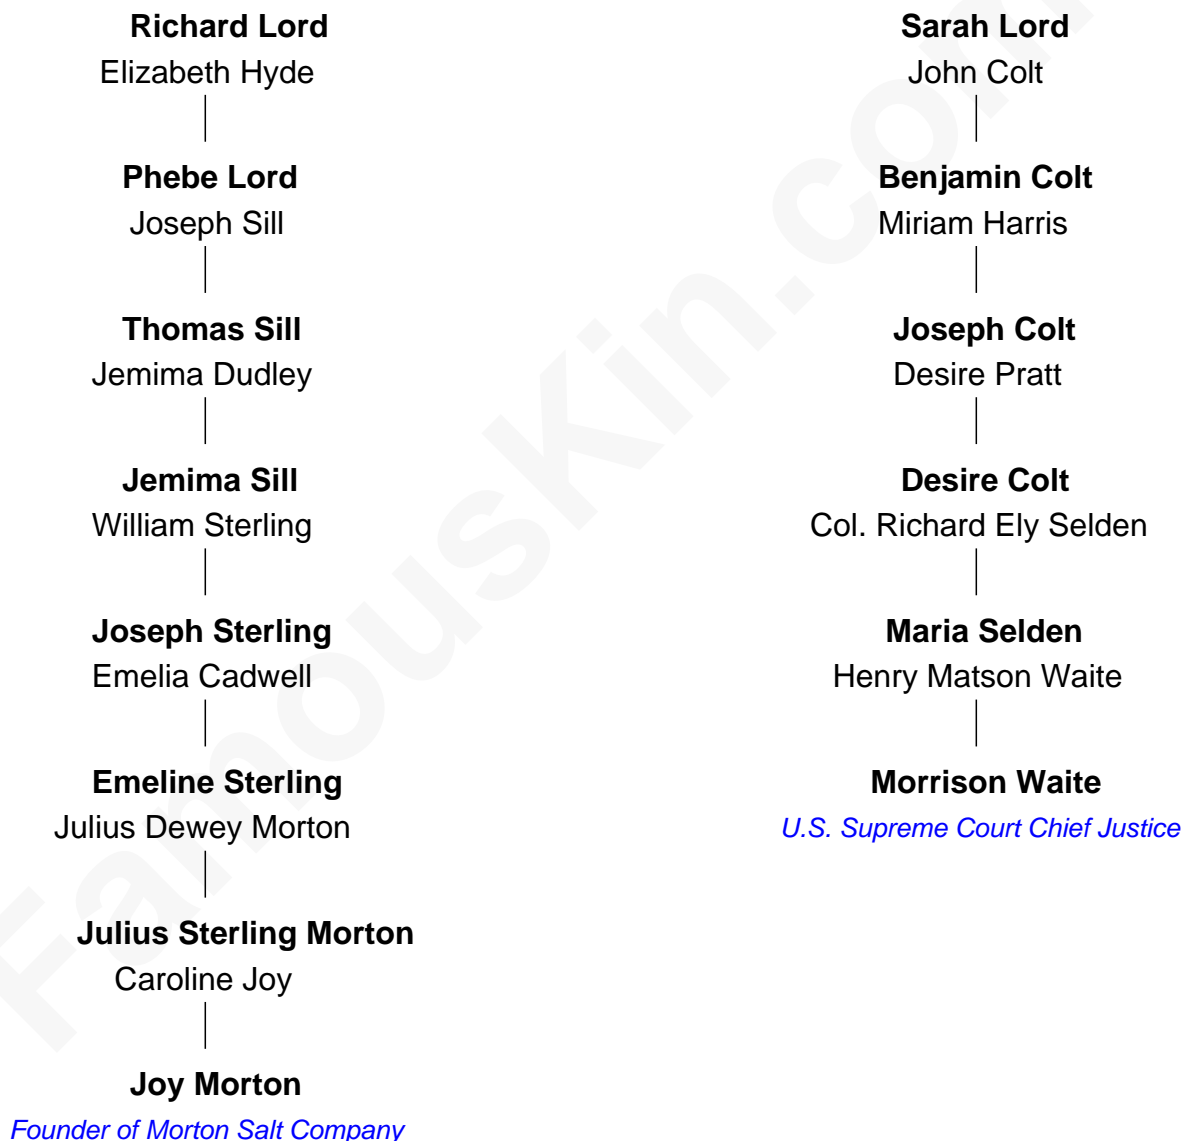 Richard Lord
Elizabeth Hyde
Phebe Lord
Joseph Sill
Thomas Sill
Jemima Dudley
Jemima Sill
William Sterling
Joseph Sterling
Emelia Cadwell
Emeline Sterling
Julius Dewey Morton
Julius Sterling Morton
Caroline Joy
Joy Morton
Founder of Morton Salt Company
Sarah Lord
John Colt
Benjamin Colt
Miriam Harris
Joseph Colt
Desire Pratt
Desire Colt
Col. Richard Ely Selden
Maria Selden
Henry Matson Waite
Morrison Waite
U.S. Supreme Court Chief Justice
FamousKin.com